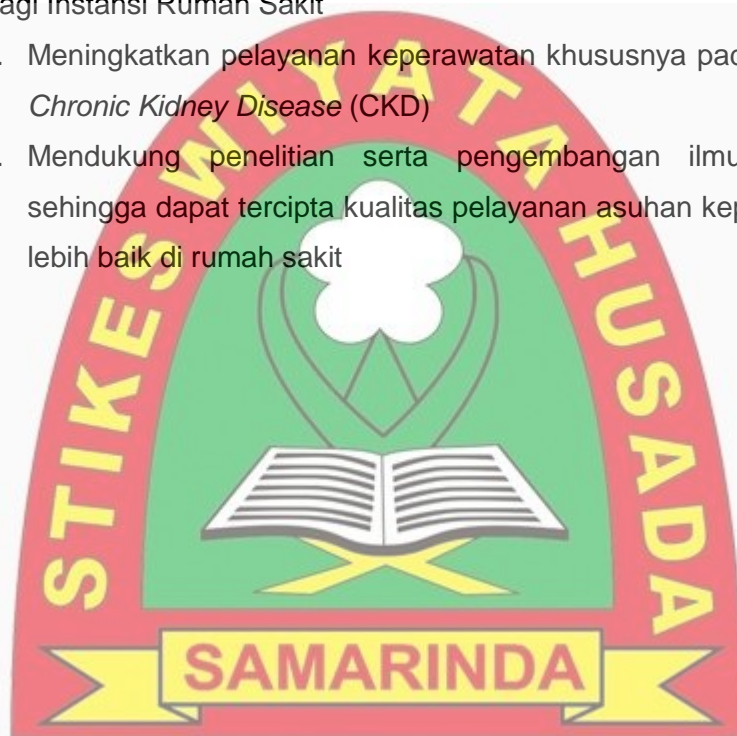 agi Instansi Rumah Sakit
. Meningkatkan pelayanan keperawatan khususnya pad
Chronic Kidney Disease (CKD)
. Mendukung penelitian serta pengembangan ilmu
sehingga dapat tercipta kualitas pelayanan asuhan kep
lebih baik di rumah sakit
STIKES WIYATA HUSADA
SAMARINDA